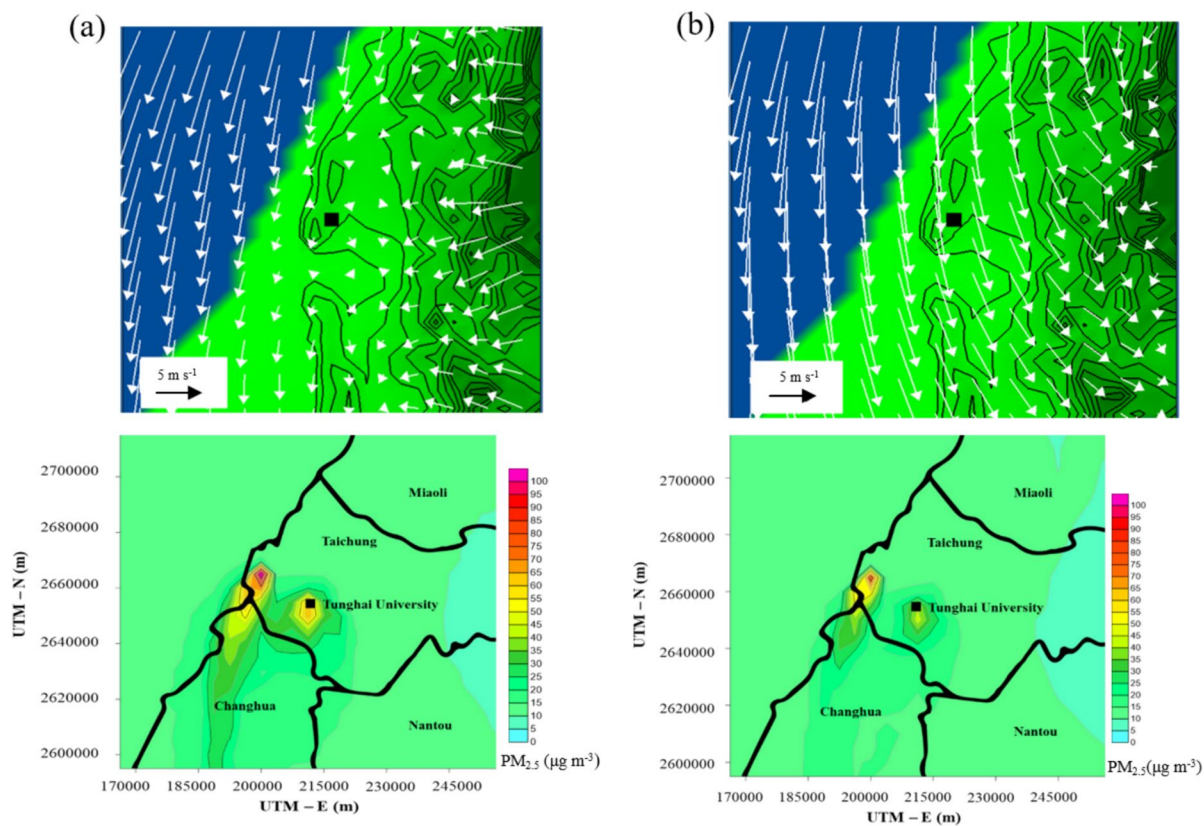 (a)
(b)
5 m s-1
5 m s-1
2700000
2680000
2660000
2640000
2620000
2600000
UTM – N (m)
Miaoli
Taichung
Tunghai University
Changhua
Nantou
100
95
90
85
80
75
70
65
60
55
50
45
40
35
30
25
20
15
10
5
0
PM2.5 (µg m-3)
170000 185000 200000 215000 230000 245000
UTM – E (m)
2700000
2680000
2660000
2640000
2620000
2600000
UTM – N (m)
Miaoli
Taichung
Tunghai University
Changhua
Nantou
100
95
90
85
80
75
70
65
60
55
50
45
40
35
30
25
20
15
10
5
0
PM2.5(µg m-3)
170000 185000 200000 215000 230000 245000
UTM – E (m)